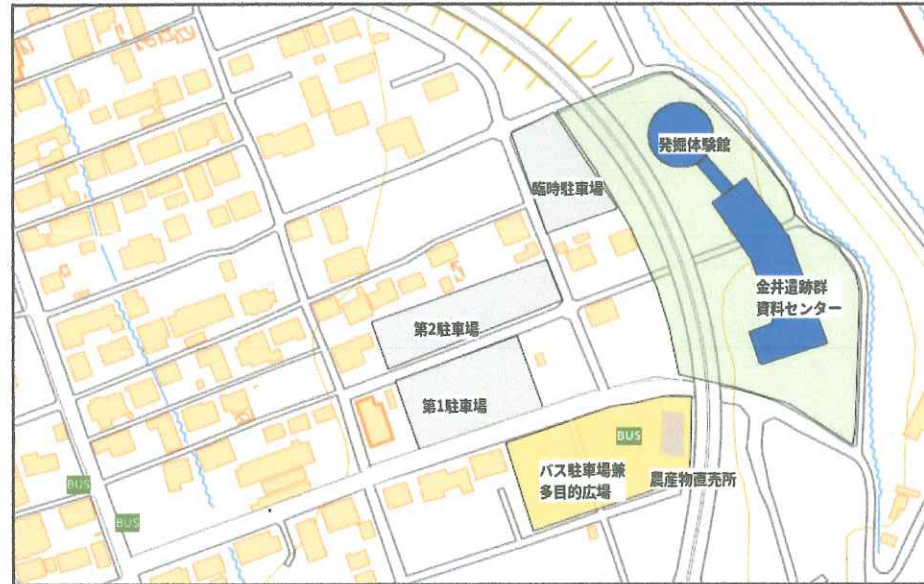 発掘体験館
臨時駐車場
金井遺跡群
資料センター
第2駐車場
第1駐車場
BUS
バス駐車場兼
多目的広場
農産物直売所
BUS
BUS